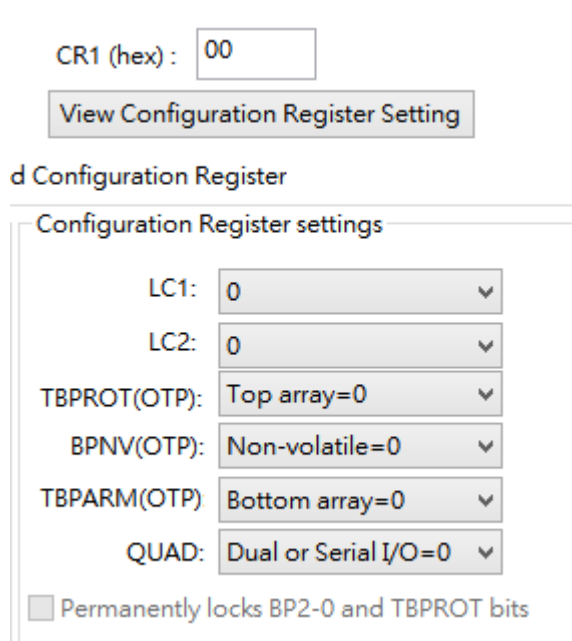 CR1 (hex) : 00
View Configuration Register Setting
d Configuration Register
Configuration Register settings
LC1: 0
LC2: 0
TBPROT(OTP): Top array=0
BPNV(OTP): Non-volatile=0
TBPARM(OTP) Bottom array=0
QUAD: Dual or Serial I/O=0
Permanently locks BP2-0 and TBPROT bits